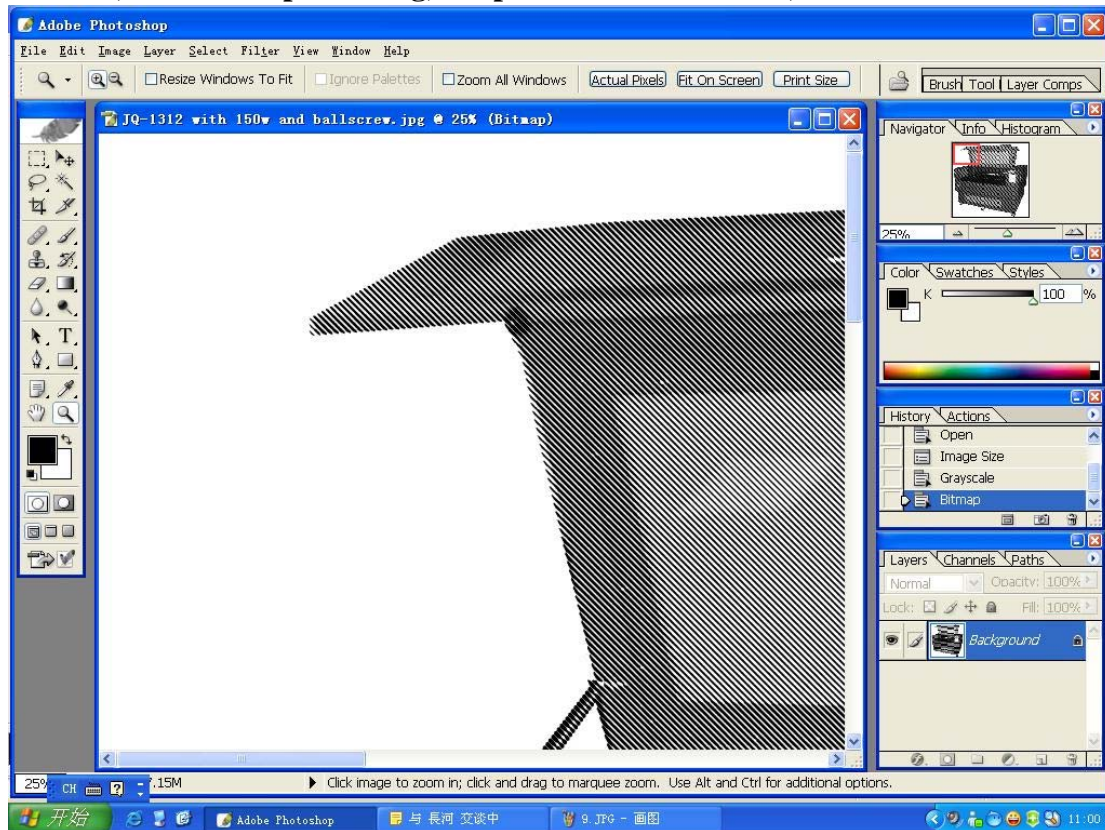 Adobe Photoshop
File Edit Image Layer Select Filter View Window Help
Resize Windows To Fit Ignore Palettes Zoom All Windows Actual Pixels Fit On Screen Print Size
Brush Tool Layer Comps
JQ-1312 with 150w and ballscrew.jpg @ 25% (Bitmap)
Navigator Info Histogram
25%
Color Swatches Styles
K 100 %
History Actions
Open
Image Size
Grayscale
Bitmap
Layers Channels Paths
Normal Opacity: 100%
Lock: Fill: 100%
Background
25% .15M Click image to zoom in; click and drag to marquee zoom. Use Alt and Ctrl for additional options.
CH
开始 Adobe Photoshop 与 長河 交谈中 9.JPG - 画图 11:00